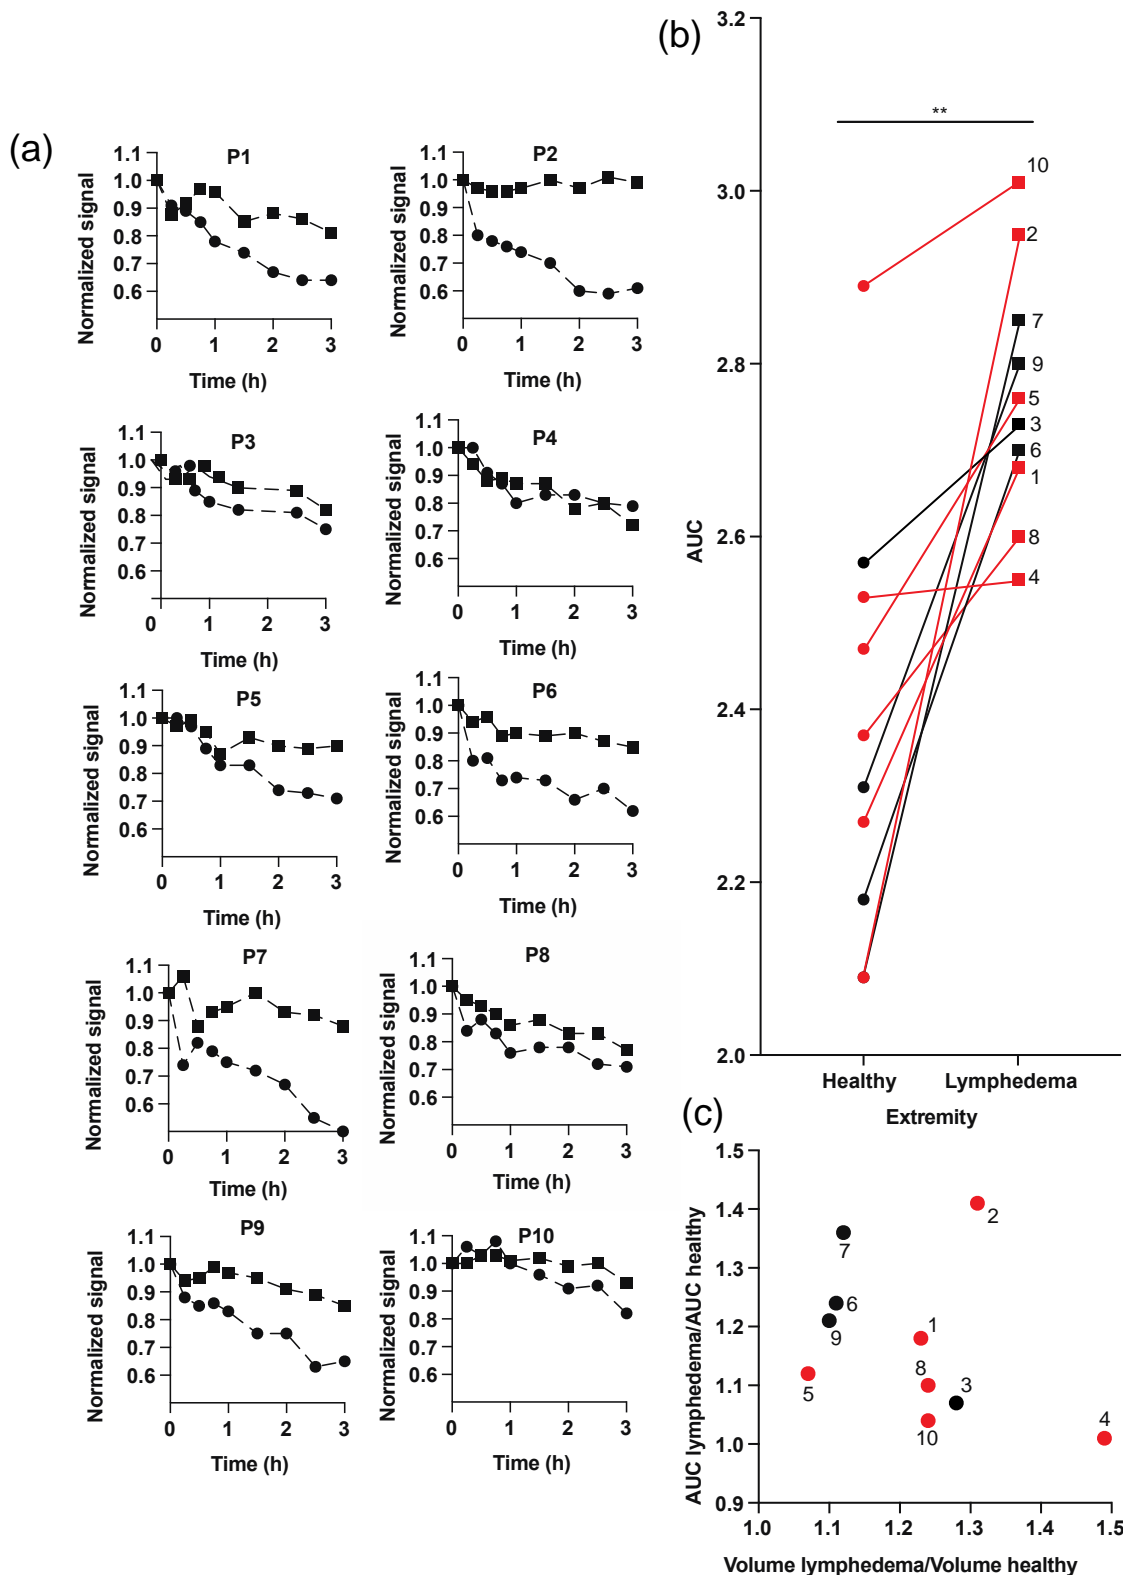 (a)
P1
Normalized signal
1.1
1.0
0.9
0.8
0.7
0.6
0 1 2 3
Time (h)
P2
Normalized signal
1.1
1.0
0.9
0.8
0.7
0.6
0 1 2 3
Time (h)
P3
Normalized signal
1.1
1.0
0.9
0.8
0.7
0.6
0 1 2 3
Time (h)
P4
Normalized signal
1.1
1.0
0.9
0.8
0.7
0.6
0 1 2 3
Time (h)
P5
Normalized signal
1.1
1.0
0.9
0.8
0.7
0.6
0 1 2 3
Time (h)
P6
Normalized signal
1.1
1.0
0.9
0.8
0.7
0.6
0 1 2 3
Time (h)
P7
Normalized signal
1.1
1.0
0.9
0.8
0.7
0.6
0 1 2 3
Time (h)
P8
Normalized signal
1.1
1.0
0.9
0.8
0.7
0.6
0 1 2 3
Time (h)
P9
Normalized signal
1.1
1.0
0.9
0.8
0.7
0.6
0 1 2 3
Time (h)
P10
Normalized signal
1.1
1.0
0.9
0.8
0.7
0.6
0 1 2 3
Time (h)
(b)
AUC
3.2
3.0
2.8
2.6
2.4
2.2
2.0
**
10
2
7
9
5
3
6
1
8
4
Healthy Lymphedema
Extremity
(c)
AUC lymphedema/AUC healthy
1.5
1.4
1.3
1.2
1.1
1.0
0.9
2
7
6
9
1
8
5
3
10
4
1.0 1.1 1.2 1.3 1.4 1.5
Volume lymphedema/Volume healthy